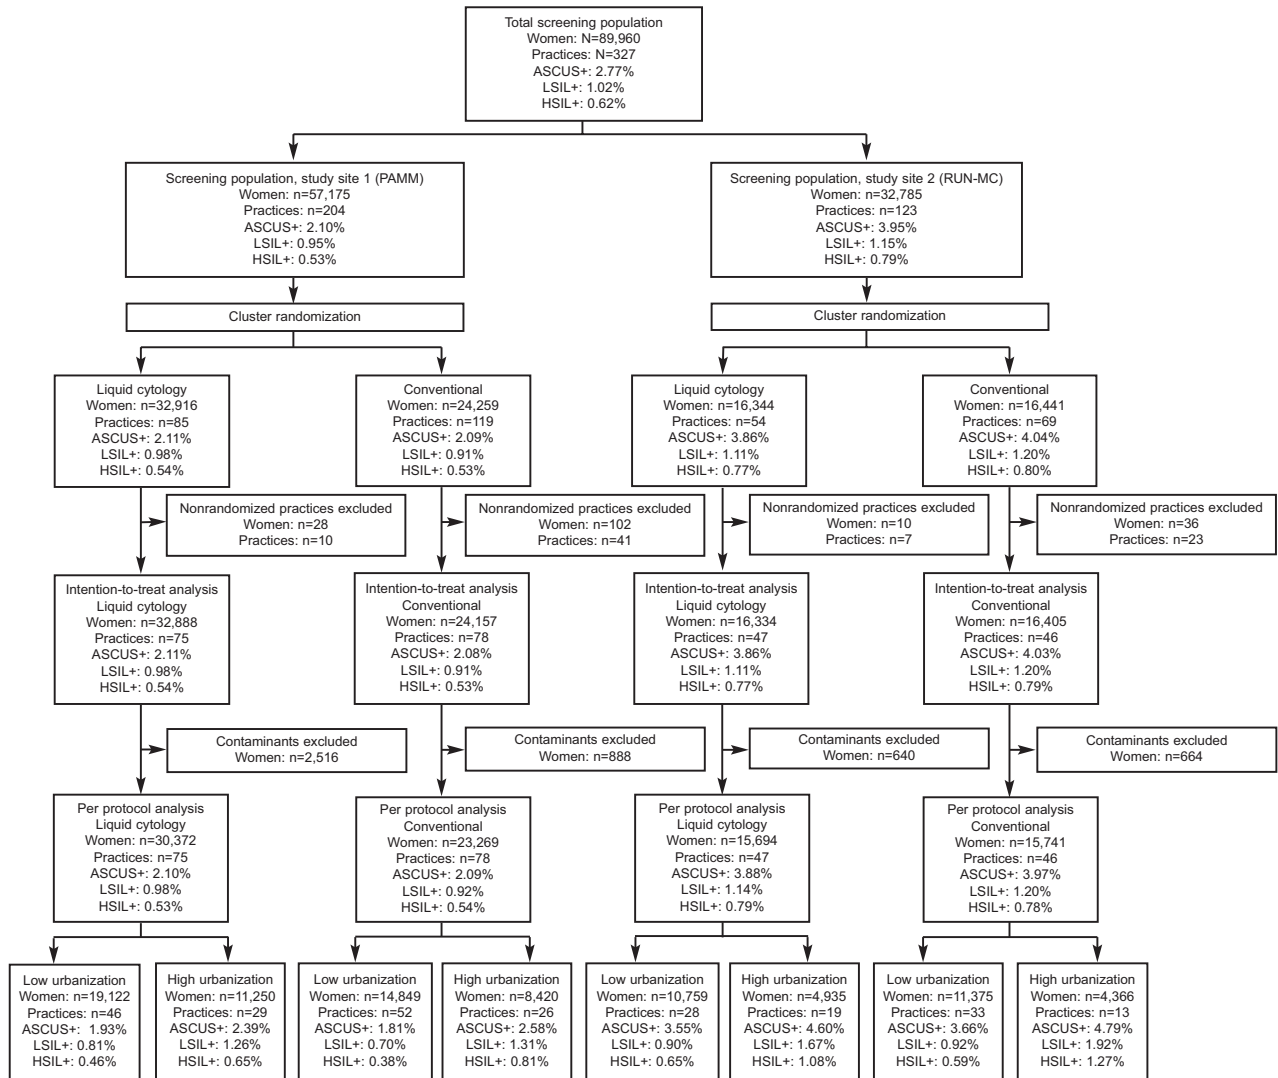 Total screening population
Women: N=89,960
Practices: N=327
ASCUS+: 2.77%
LSIL+: 1.02%
HSIL+: 0.62%
Screening population, study site 1 (PAMM)
Women: n=57,175
Practices: n=204
ASCUS+: 2.10%
LSIL+: 0.95%
HSIL+: 0.53%
Screening population, study site 2 (RUN-MC)
Women: n=32,785
Practices: n=123
ASCUS+: 3.95%
LSIL+: 1.15%
HSIL+: 0.79%
Cluster randomization
Cluster randomization
Liquid cytology
Women: n=32,916
Practices: n=85
ASCUS+: 2.11%
LSIL+: 0.98%
HSIL+: 0.54%
Conventional
Women: n=24,259
Practices: n=119
ASCUS+: 2.09%
LSIL+: 0.91%
HSIL+: 0.53%
Liquid cytology
Women: n=16,344
Practices: n=54
ASCUS+: 3.86%
LSIL+: 1.11%
HSIL+: 0.77%
Conventional
Women: n=16,441
Practices: n=69
ASCUS+: 4.04%
LSIL+: 1.20%
HSIL+: 0.80%
Nonrandomized practices excluded
Women: n=28
Practices: n=10
Nonrandomized practices excluded
Women: n=102
Practices: n=41
Nonrandomized practices excluded
Women: n=10
Practices: n=7
Nonrandomized practices excluded
Women: n=36
Practices: n=23
Intention-to-treat analysis
Liquid cytology
Women: n=32,888
Practices: n=75
ASCUS+: 2.11%
LSIL+: 0.98%
HSIL+: 0.54%
Intention-to-treat analysis
Conventional
Women: n=24,157
Practices: n=78
ASCUS+: 2.08%
LSIL+: 0.91%
HSIL+: 0.53%
Intention-to-treat analysis
Liquid cytology
Women: n=16,334
Practices: n=47
ASCUS+: 3.86%
LSIL+: 1.11%
HSIL+: 0.77%
Intention-to-treat analysis
Conventional
Women: n=16,405
Practices: n=46
ASCUS+: 4.03%
LSIL+: 1.20%
HSIL+: 0.79%
Contaminants excluded
Women: n=2,516
Contaminants excluded
Women: n=888
Contaminants excluded
Women: n=640
Contaminants excluded
Women: n=664
Per protocol analysis
Liquid cytology
Women: n=30,372
Practices: n=75
ASCUS+: 2.10%
LSIL+: 0.98%
HSIL+: 0.53%
Per protocol analysis
Conventional
Women: n=23,269
Practices: n=78
ASCUS+: 2.09%
LSIL+: 0.92%
HSIL+: 0.54%
Per protocol analysis
Liquid cytology
Women: n=15,694
Practices: n=47
ASCUS+: 3.88%
LSIL+: 1.14%
HSIL+: 0.79%
Per protocol analysis
Conventional
Women: n=15,741
Practices: n=46
ASCUS+: 3.97%
LSIL+: 1.20%
HSIL+: 0.78%
Low urbanization
Women: n=19,122
Practices: n=46
ASCUS+: 1.93%
LSIL+: 0.81%
HSIL+: 0.46%
High urbanization
Women: n=11,250
Practices: n=29
ASCUS+: 2.39%
LSIL+: 1.26%
HSIL+: 0.65%
Low urbanization
Women: n=14,849
Practices: n=52
ASCUS+: 1.81%
LSIL+: 0.70%
HSIL+: 0.38%
High urbanization
Women: n=8,420
Practices: n=26
ASCUS+: 2.58%
LSIL+: 1.31%
HSIL+: 0.81%
Low urbanization
Women: n=10,759
Practices: n=28
ASCUS+: 3.55%
LSIL+: 0.90%
HSIL+: 0.65%
High urbanization
Women: n=4,935
Practices: n=19
ASCUS+: 4.60%
LSIL+: 1.67%
HSIL+: 1.08%
Low urbanization
Women: n=11,375
Practices: n=33
ASCUS+: 3.66%
LSIL+: 0.92%
HSIL+: 0.59%
High urbanization
Women: n=4,366
Practices: n=13
ASCUS+: 4.79%
LSIL+: 1.92%
HSIL+: 1.27%